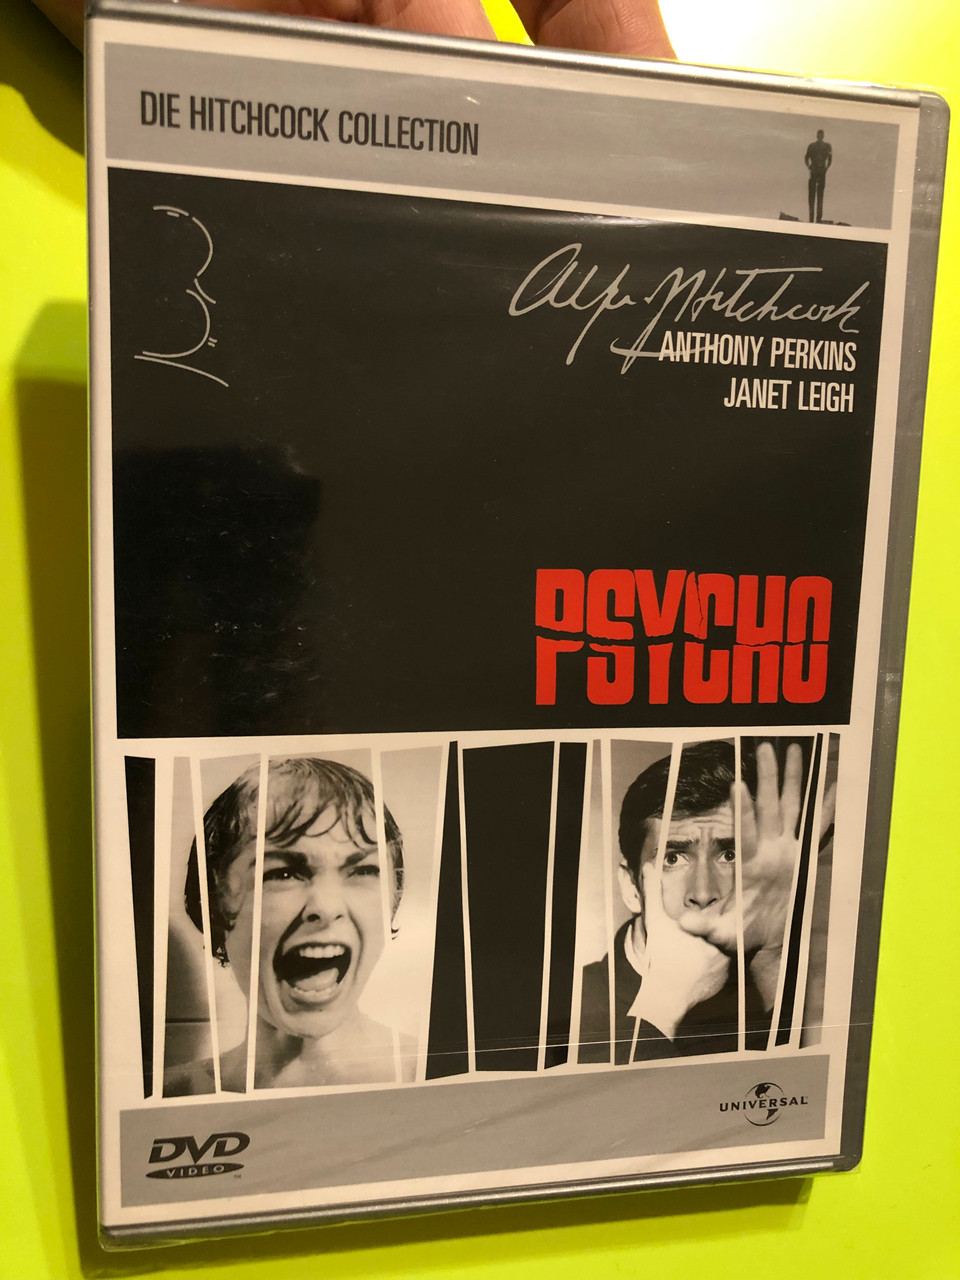 DIE HITCHCOCK COLLECTION
Alfred Hitchcock
ANTHONY PERKINS
JANET LEIGH
PSYCHO
UNIVERSAL
DVD
VIDEO